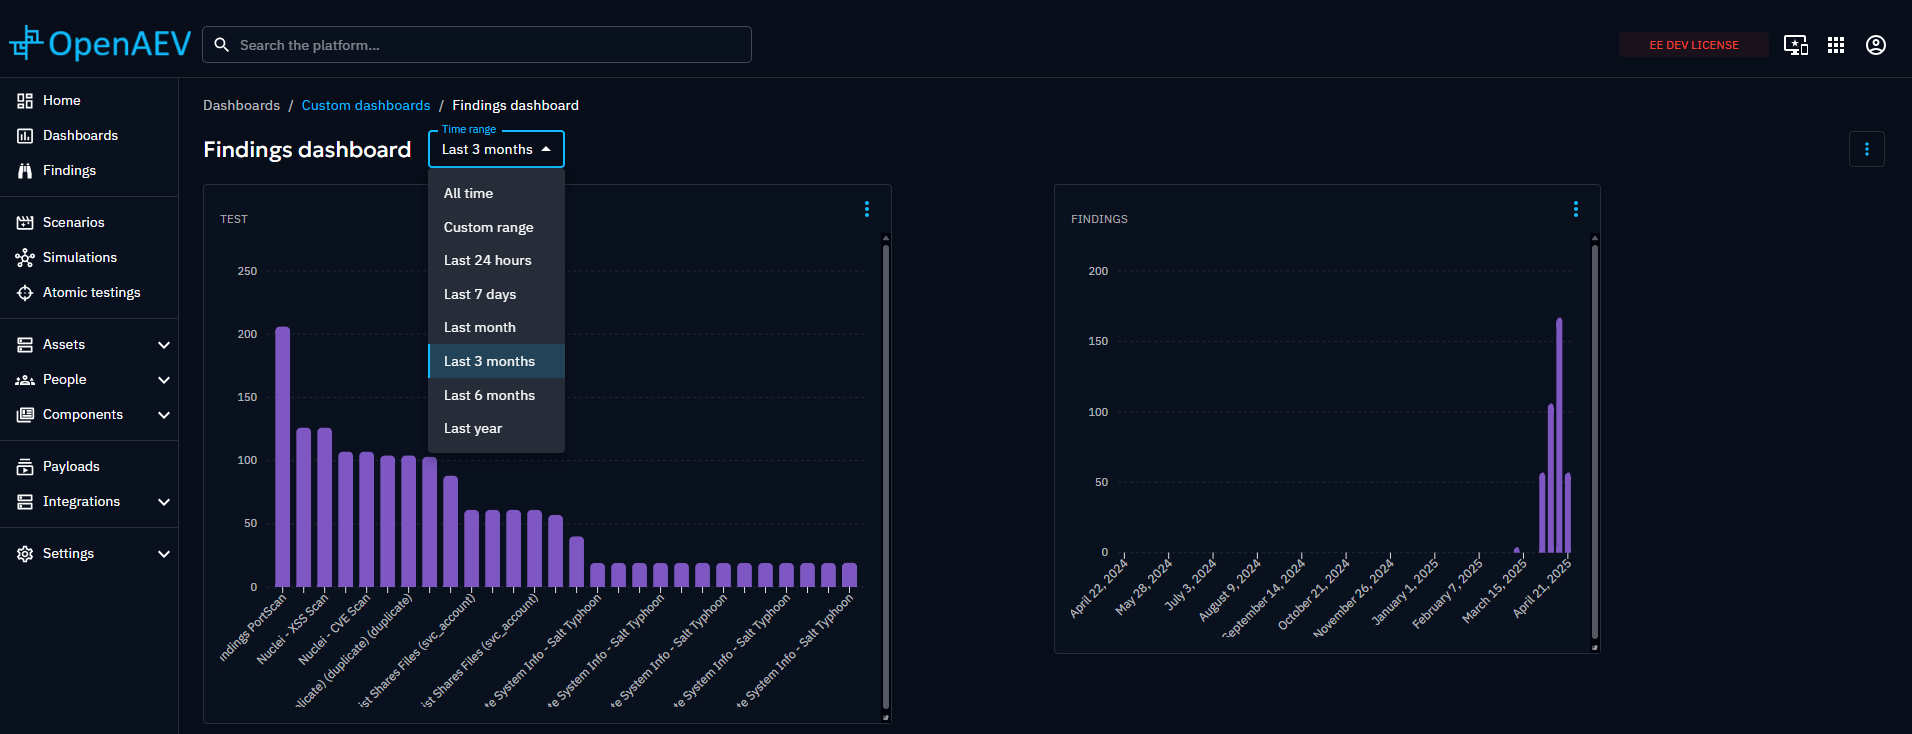 OpenAEV
Search the platform...
EE DEV LICENSE
Home
Dashboards
Findings
Scenarios
Simulations
Atomic testings
Assets
People
Components
Payloads
Integrations
Settings
Dashboards / Custom dashboards / Findings dashboard
Findings dashboard
Time range
Last 3 months
All time
Custom range
Last 24 hours
Last 7 days
Last month
Last 3 months
Last 6 months
Last year
TEST
250
200
150
100
50
0
ndings PortScan
Nuclei - XSS Scan
Nuclei - CVE Scan
plicate) (duplicate) (duplicate)
ist Shares Files (svc_account)
ist Shares Files (svc_account)
te System Info - Salt Typhoon
te System Info - Salt Typhoon
te System Info - Salt Typhoon
te System Info - Salt Typhoon
te System Info - Salt Typhoon
FINDINGS
200
150
100
50
0
April 22, 2024
May 28, 2024
July 3, 2024
August 9, 2024
September 14, 2024
October 21, 2024
November 26, 2024
January 1, 2025
February 7, 2025
March 15, 2025
April 21, 2025